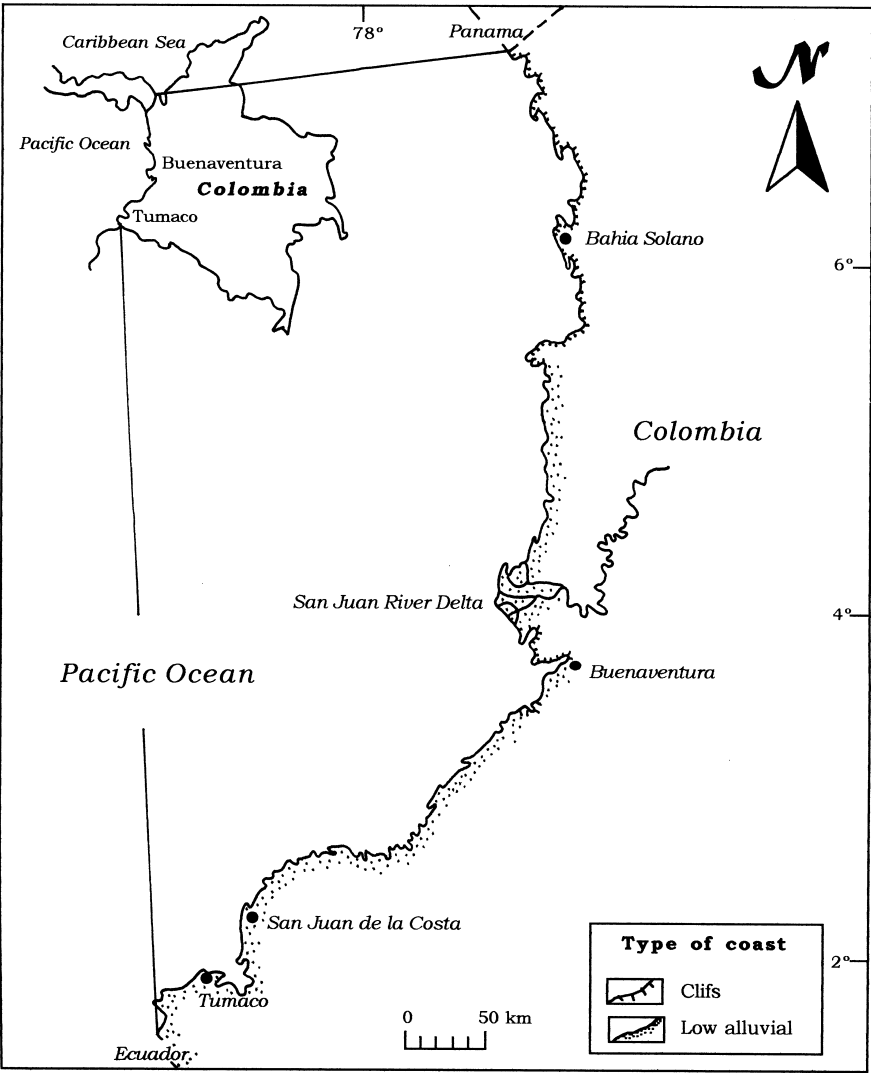 78°
Panama
Caribbean Sea
N
Pacific Ocean
Buenaventura
Colombia
Tumaco
Bahia Solano
6°
Colombia
San Juan River Delta
4°
Pacific Ocean
Buenaventura
San Juan de la Costa
Type of coast
2°
Clifs
Tumaco
0 50 km
Low alluvial
Ecuador